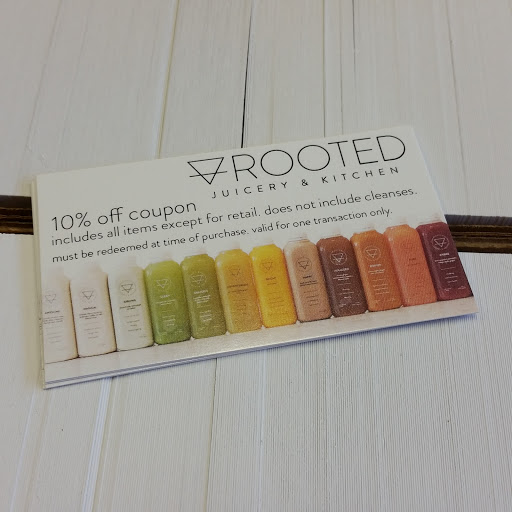 ROOTED
JUICERY & KITCHEN
10% off coupon
includes all items except for retail. does not include cleanses.
must be redeemed at time of purchase. valid for one transaction only.